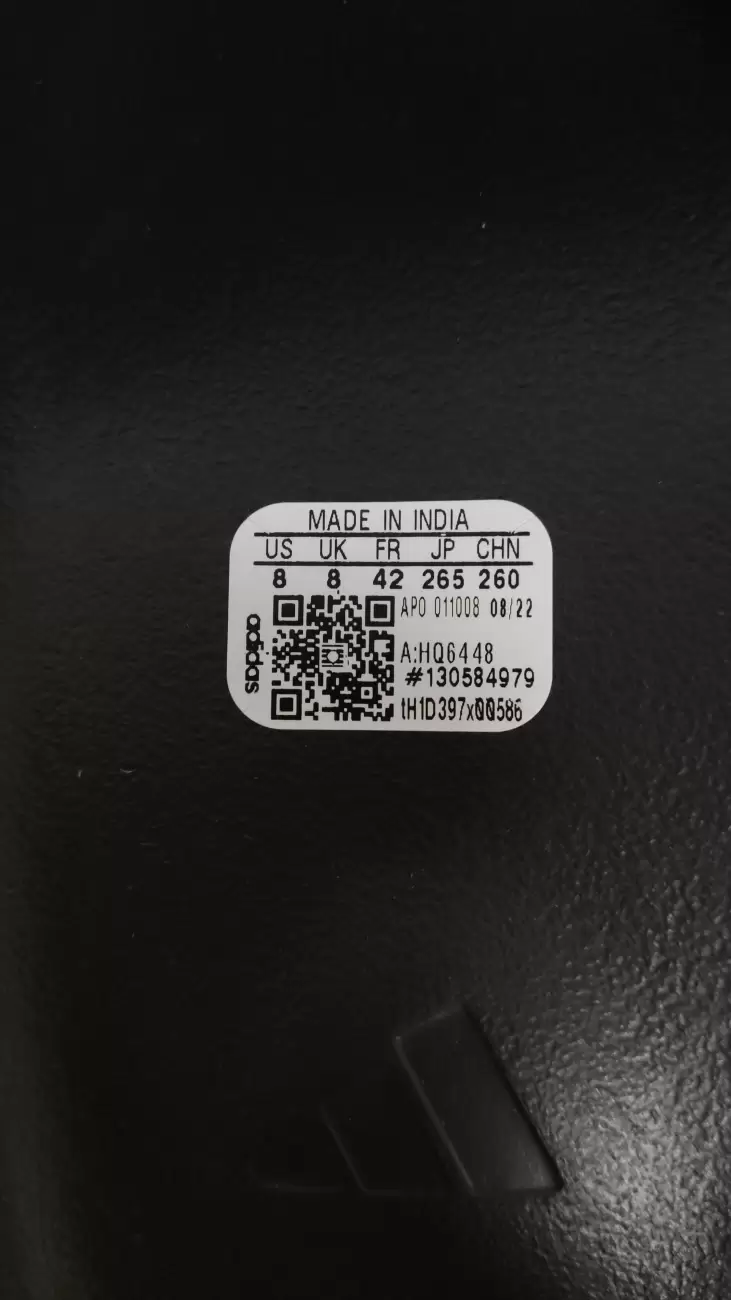 MADE IN INDIA
US UK FR JP CHN
8 8 42 265 260
adidas
APO 011008 08/22
A:HQ6448
#130584979
tH1D397x00586